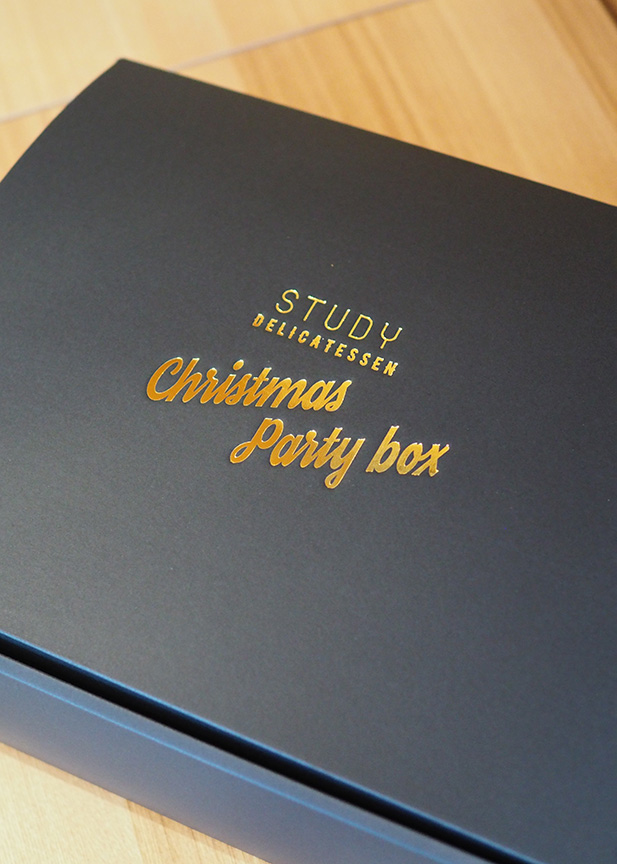 STUDY
DELICATESSEN
Christmas
Party box